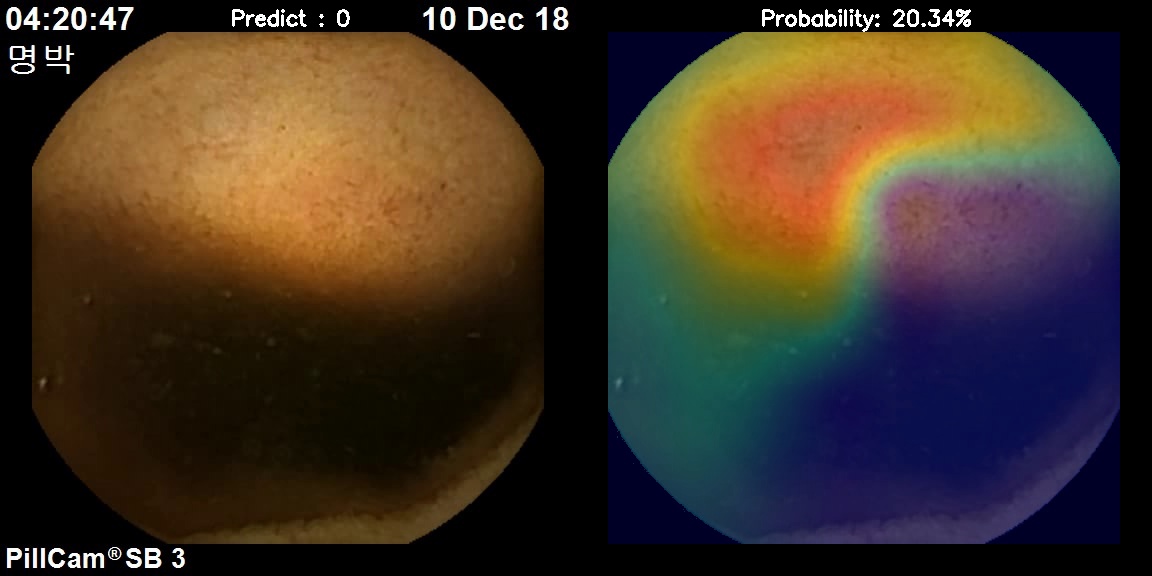 04:20:47
Predict : 0
10 Dec 18
Probability: 20.34%
명박
PillCam® SB 3